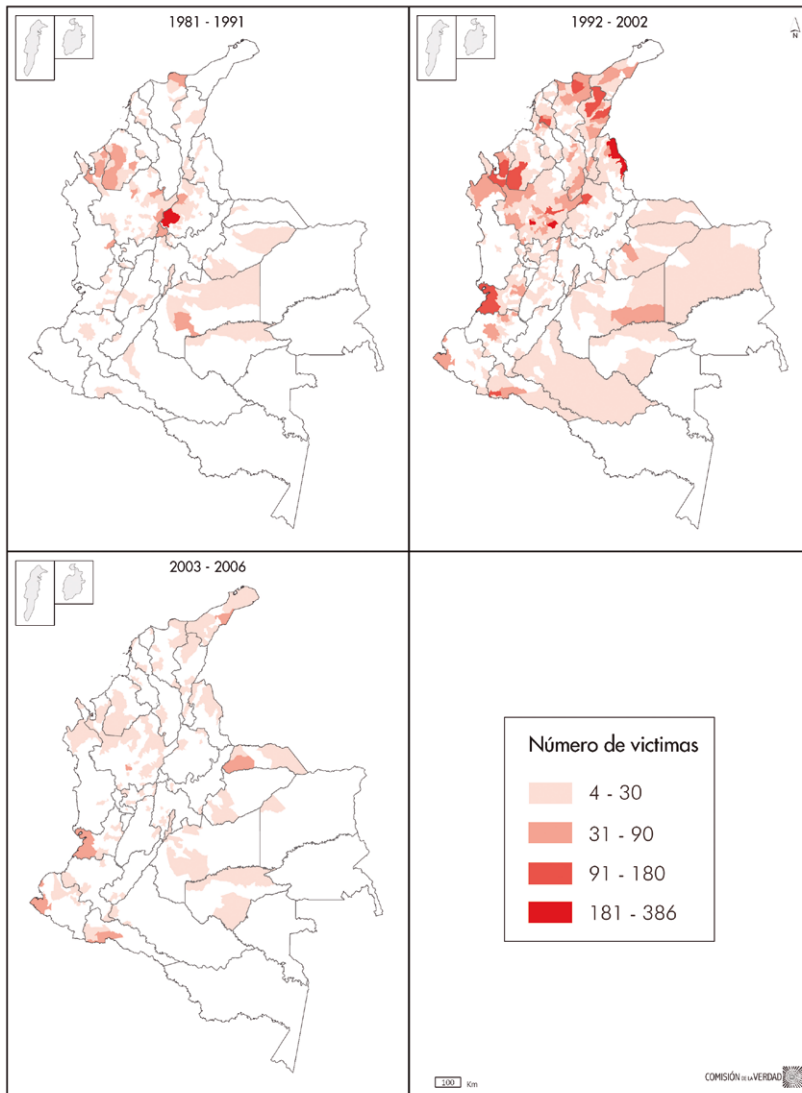 1981 - 1991
1992 - 2002
N
2003 - 2006
Número de victimas
4 - 30
31 - 90
91 - 180
181 - 386
100 Km
COMISIÓN DE LA VERDAD